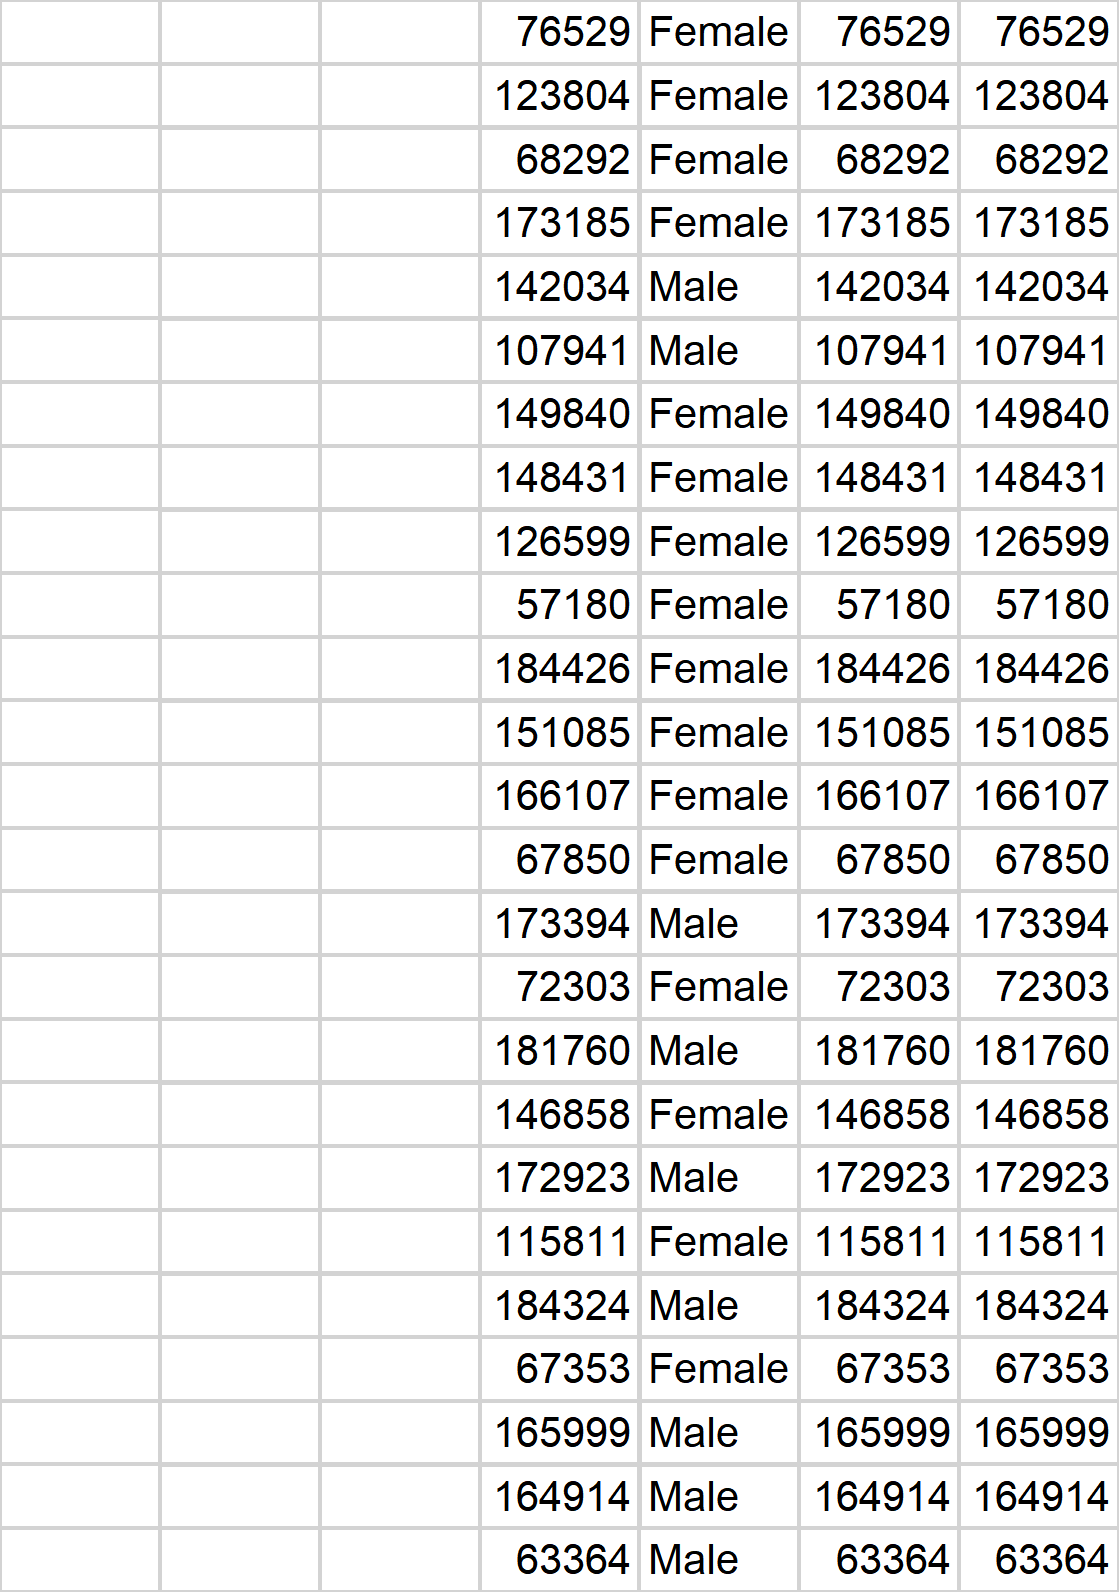 76529 Female 76529 76529
123804 Female 123804 123804
68292 Female 68292 68292
173185 Female 173185 173185
142034 Male 142034 142034
107941 Male 107941 107941
149840 Female 149840 149840
148431 Female 148431 148431
126599 Female 126599 126599
57180 Female 57180 57180
184426 Female 184426 184426
151085 Female 151085 151085
166107 Female 166107 166107
67850 Female 67850 67850
173394 Male 173394 173394
72303 Female 72303 72303
181760 Male 181760 181760
146858 Female 146858 146858
172923 Male 172923 172923
115811 Female 115811 115811
184324 Male 184324 184324
67353 Female 67353 67353
165999 Male 165999 165999
164914 Male 164914 164914
63364 Male 63364 63364